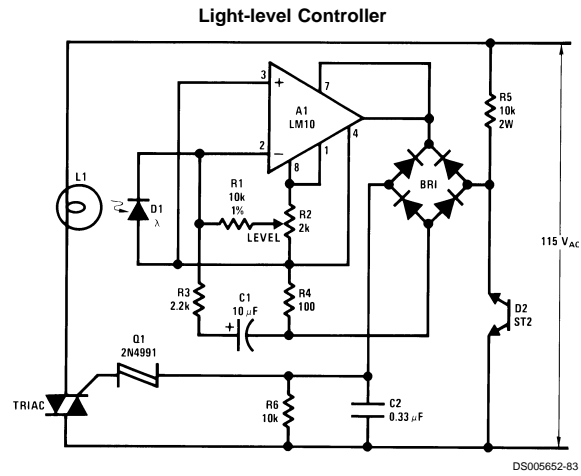 Light-level Controller
3
+
7
A1
LM10
4
2
−
8
1
R5
10k
2W
L1
D1
λ
R1
10k
1%
LEVEL
R2
2k
BRI
115 VAC
R3
2.2k
C1
+
10 μF
R4
100
D2
ST2
Q1
2N4991
TRIAC
R6
10k
C2
0.33 μF
DS005652-83